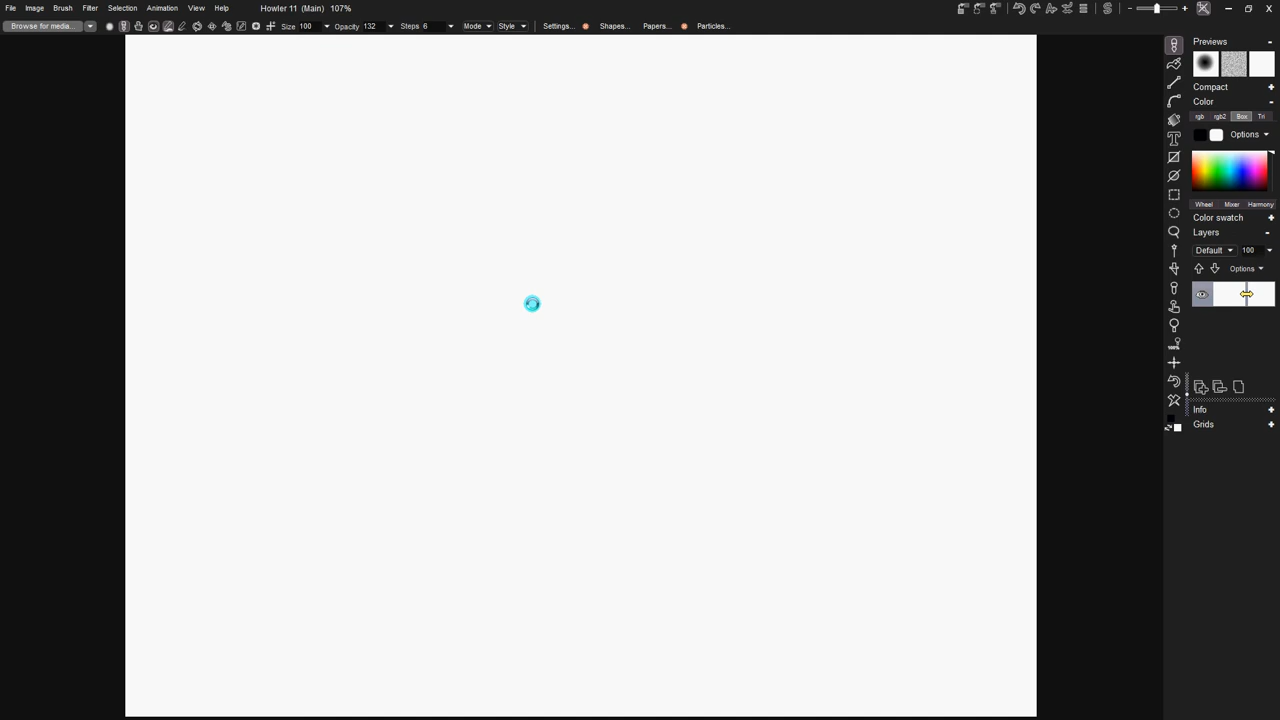 File Image Brush Filter Selection Animation View Help Howler 11 (Main) 107%
Browse for media... Size 100 Opacity 132 Steps 6 Mode Style Settings... Shapes... Papers... Particles...
Previews
Compact
Color
rgb rgb2 Box Tri
Options
Wheel Mixer Harmony
Color swatch
Layers
Default 100
Options
100%
Info
Grids